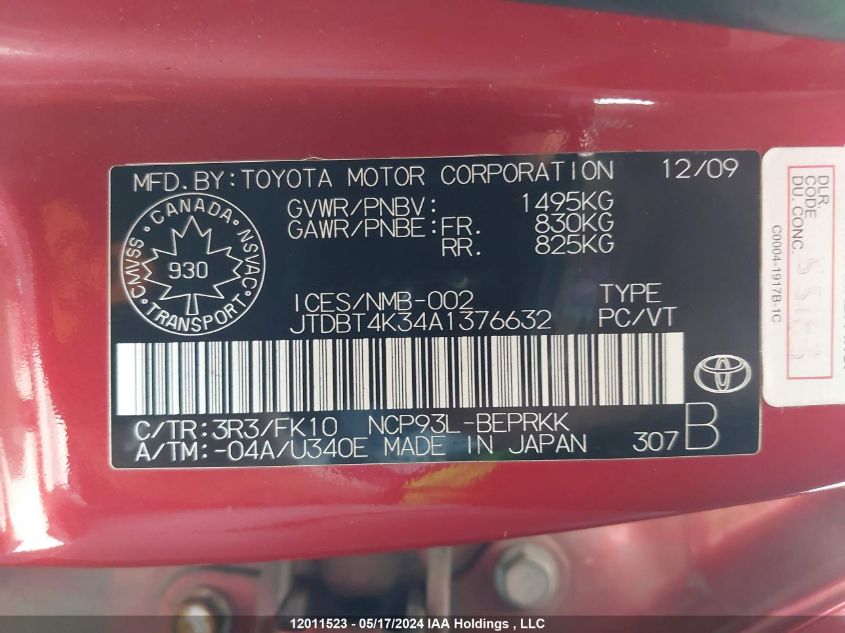 MFD.BY:TOYOTA MOTOR CORPORATION 12/09
GVWR/PNBV: 1495KG
GAWR/PNBE:FR. 830KG
RR. 825KG
CANADA
CMVSS NSVAC
930
TRANSPORT
ICES/NMB-002 TYPE
JTDBT4K34A1376632 PC/VT
C/TR:3R3/FK10 NCP93L-BEPRKK
A/TM:-04A/U340E MADE IN JAPAN 307 B
DLR.
CODE
DU. CONC.
C0004-1917B-1C
12011523 - 05/17/2024 IAA Holdings , LLC